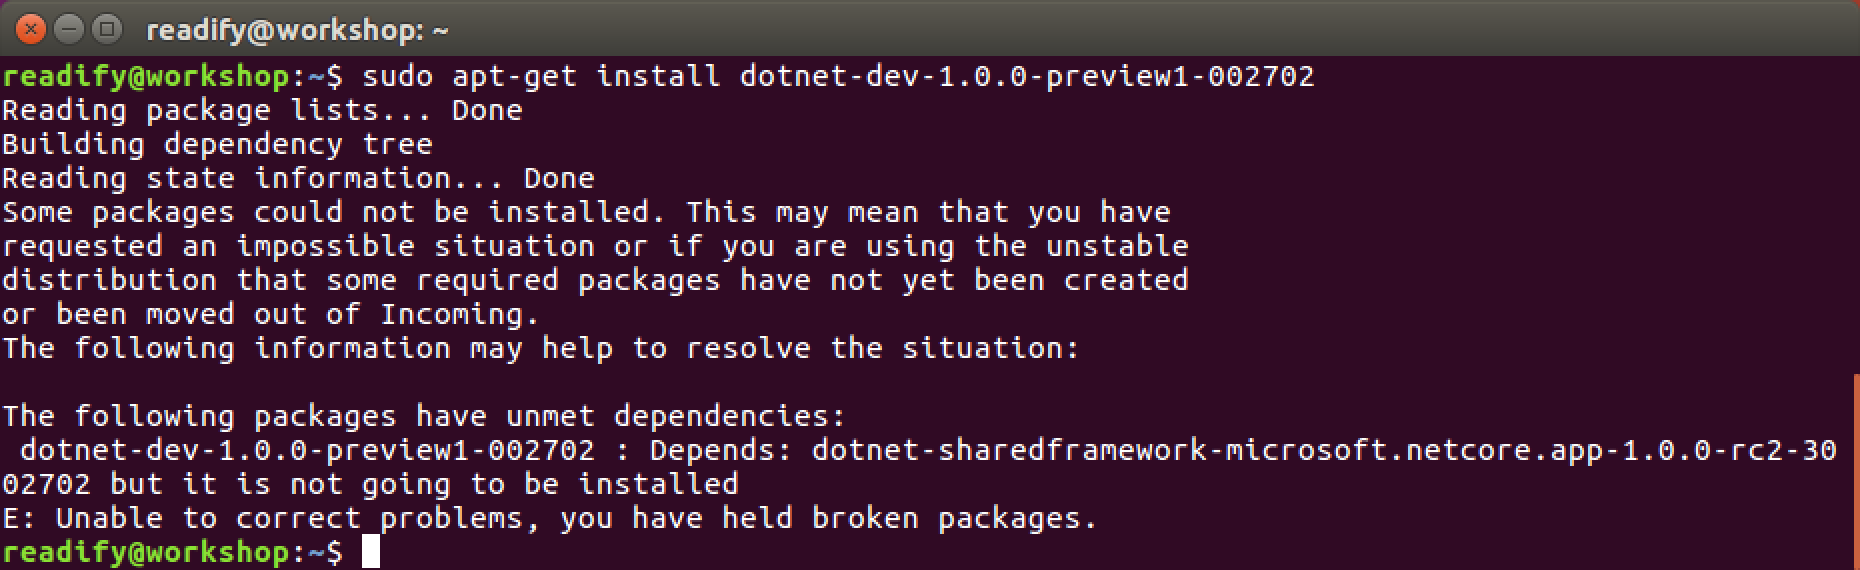 readify@workshop: ~
readify@workshop:~$ sudo apt-get install dotnet-dev-1.0.0-preview1-002702
Reading package lists... Done
Building dependency tree
Reading state information... Done
Some packages could not be installed. This may mean that you have
requested an impossible situation or if you are using the unstable
distribution that some required packages have not yet been created
or been moved out of Incoming.
The following information may help to resolve the situation:
The following packages have unmet dependencies:
 dotnet-dev-1.0.0-preview1-002702 : Depends: dotnet-sharedframework-microsoft.netcore.app-1.0.0-rc2-30
02702 but it is not going to be installed
E: Unable to correct problems, you have held broken packages.
readify@workshop:~$